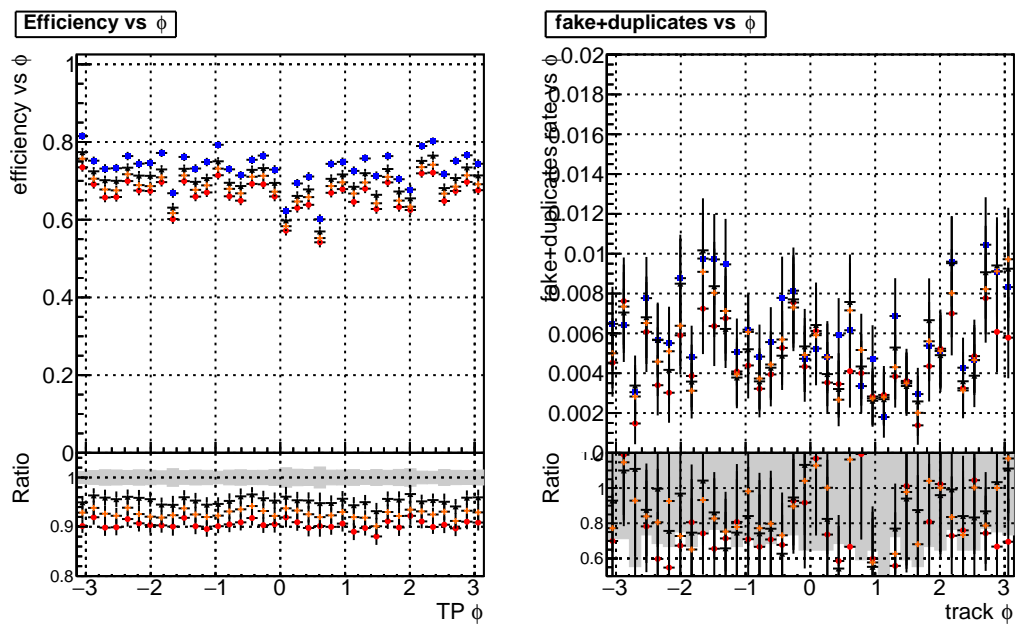 Efficiency vs ϕ
efficiency vs ϕ
1
0.8
0.6
0.4
0.2
0
Ratio
1
0.9
0.8
−3 −2 −1 0 1 2 3
TP ϕ
fake+duplicates vs ϕ
fake+duplicates rate vs ϕ
0.02
0.018
0.016
0.014
0.012
0.01
0.008
0.006
0.004
0.002
0
Ratio
1
0.8
0.6
−3 −2 −1 0 1 2 3
track ϕ